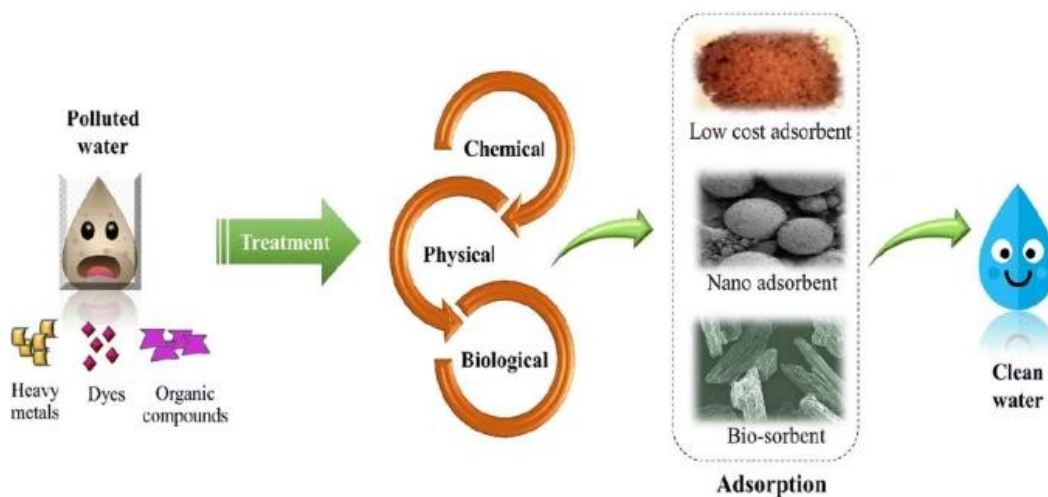 Polluted
water
Heavy
metals
Dyes
Organic
compounds
Treatment
Chemical
Physical
Biological
Low cost adsorbent
Nano adsorbent
Bio-sorbent
Adsorption
Clean
water